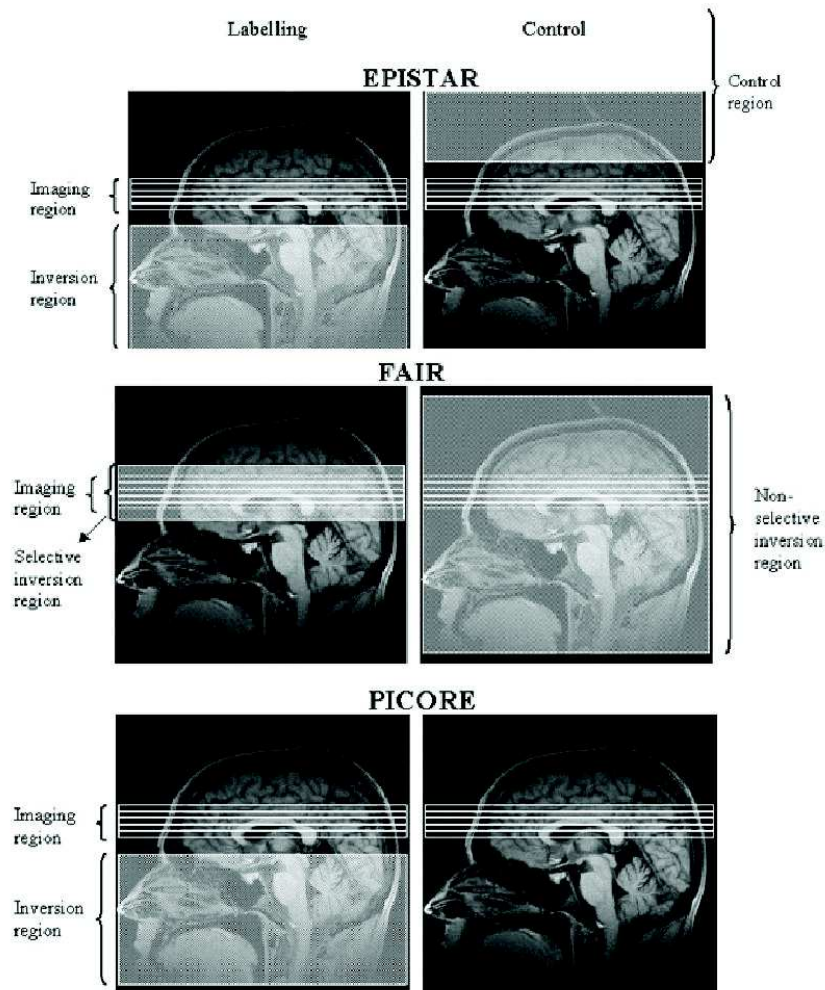 Labelling
Control
EPISTAR
Control
region
Imaging
region
Inversion
region
FAIR
Imaging
region
Selective
inversion
region
Non-
selective
inversion
region
PICORE
Imaging
region
Inversion
region